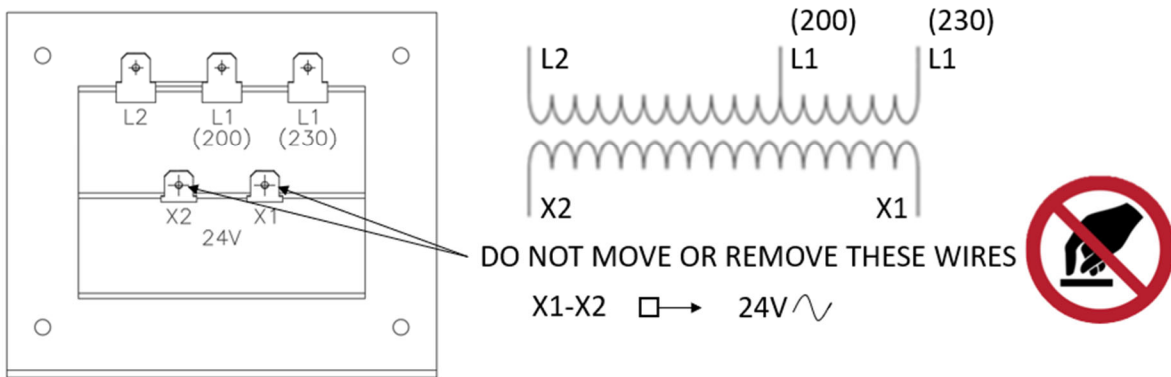 L2
L1
(200)
L1
(230)
X2
X1
24V
(200)
(230)
L2
L1
L1
X2
X1
DO NOT MOVE OR REMOVE THESE WIRES
X1-X2
24V